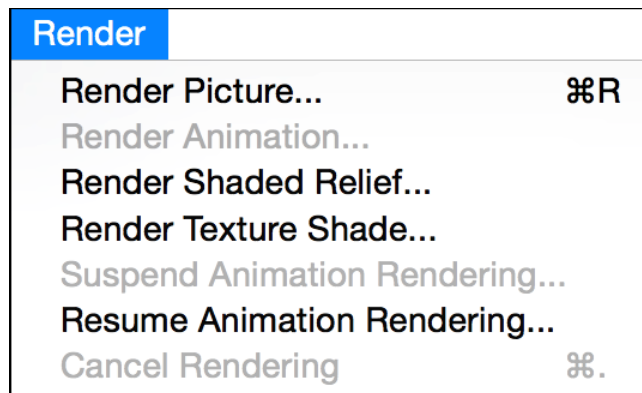 Render
Render Picture... ⌘R
Render Animation...
Render Shaded Relief...
Render Texture Shade...
Suspend Animation Rendering...
Resume Animation Rendering...
Cancel Rendering ⌘.